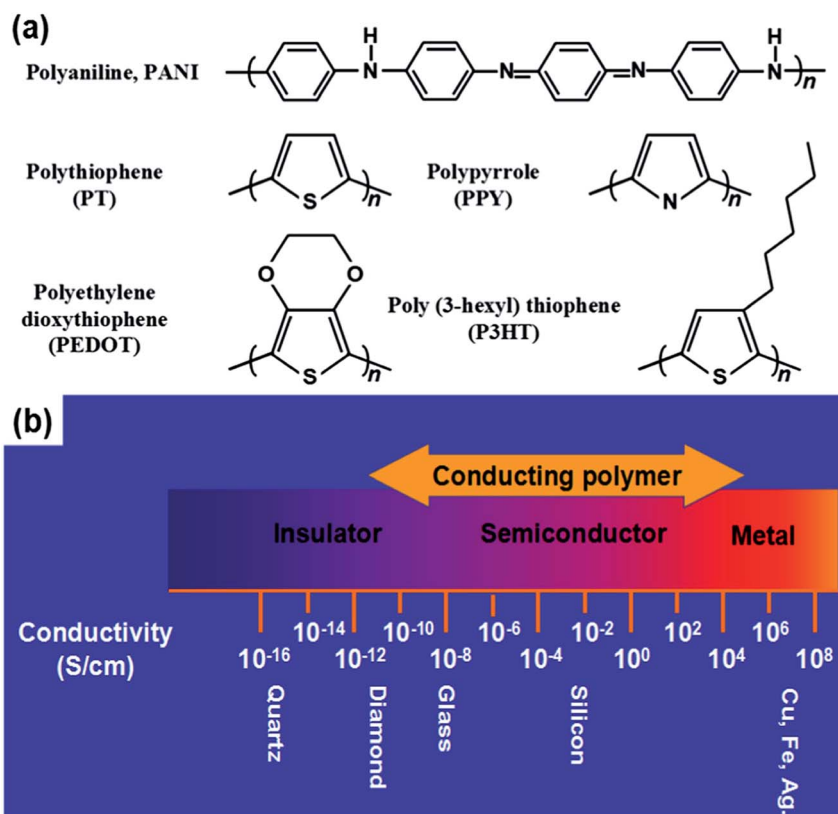 (a)
Polyaniline, PANI
H
N
N
N
H
N
n
Polythiophene
(PT)
S
n
Polypyrrole
(PPY)
N
n
Polyethylene
dioxythiophene
(PEDOT)
O
O
S
n
Poly (3-hexyl) thiophene
(P3HT)
S
n
(b)
Conducting polymer
Insulator
Semiconductor
Metal
Conductivity
(S/cm)
10⁻¹⁶
10⁻¹⁴
10⁻¹²
10⁻¹⁰
10⁻⁸
10⁻⁶
10⁻⁴
10⁻²
10⁰
10²
10⁴
10⁶
10⁸
Quartz
Diamond
Glass
Silicon
Cu, Fe, Ag.